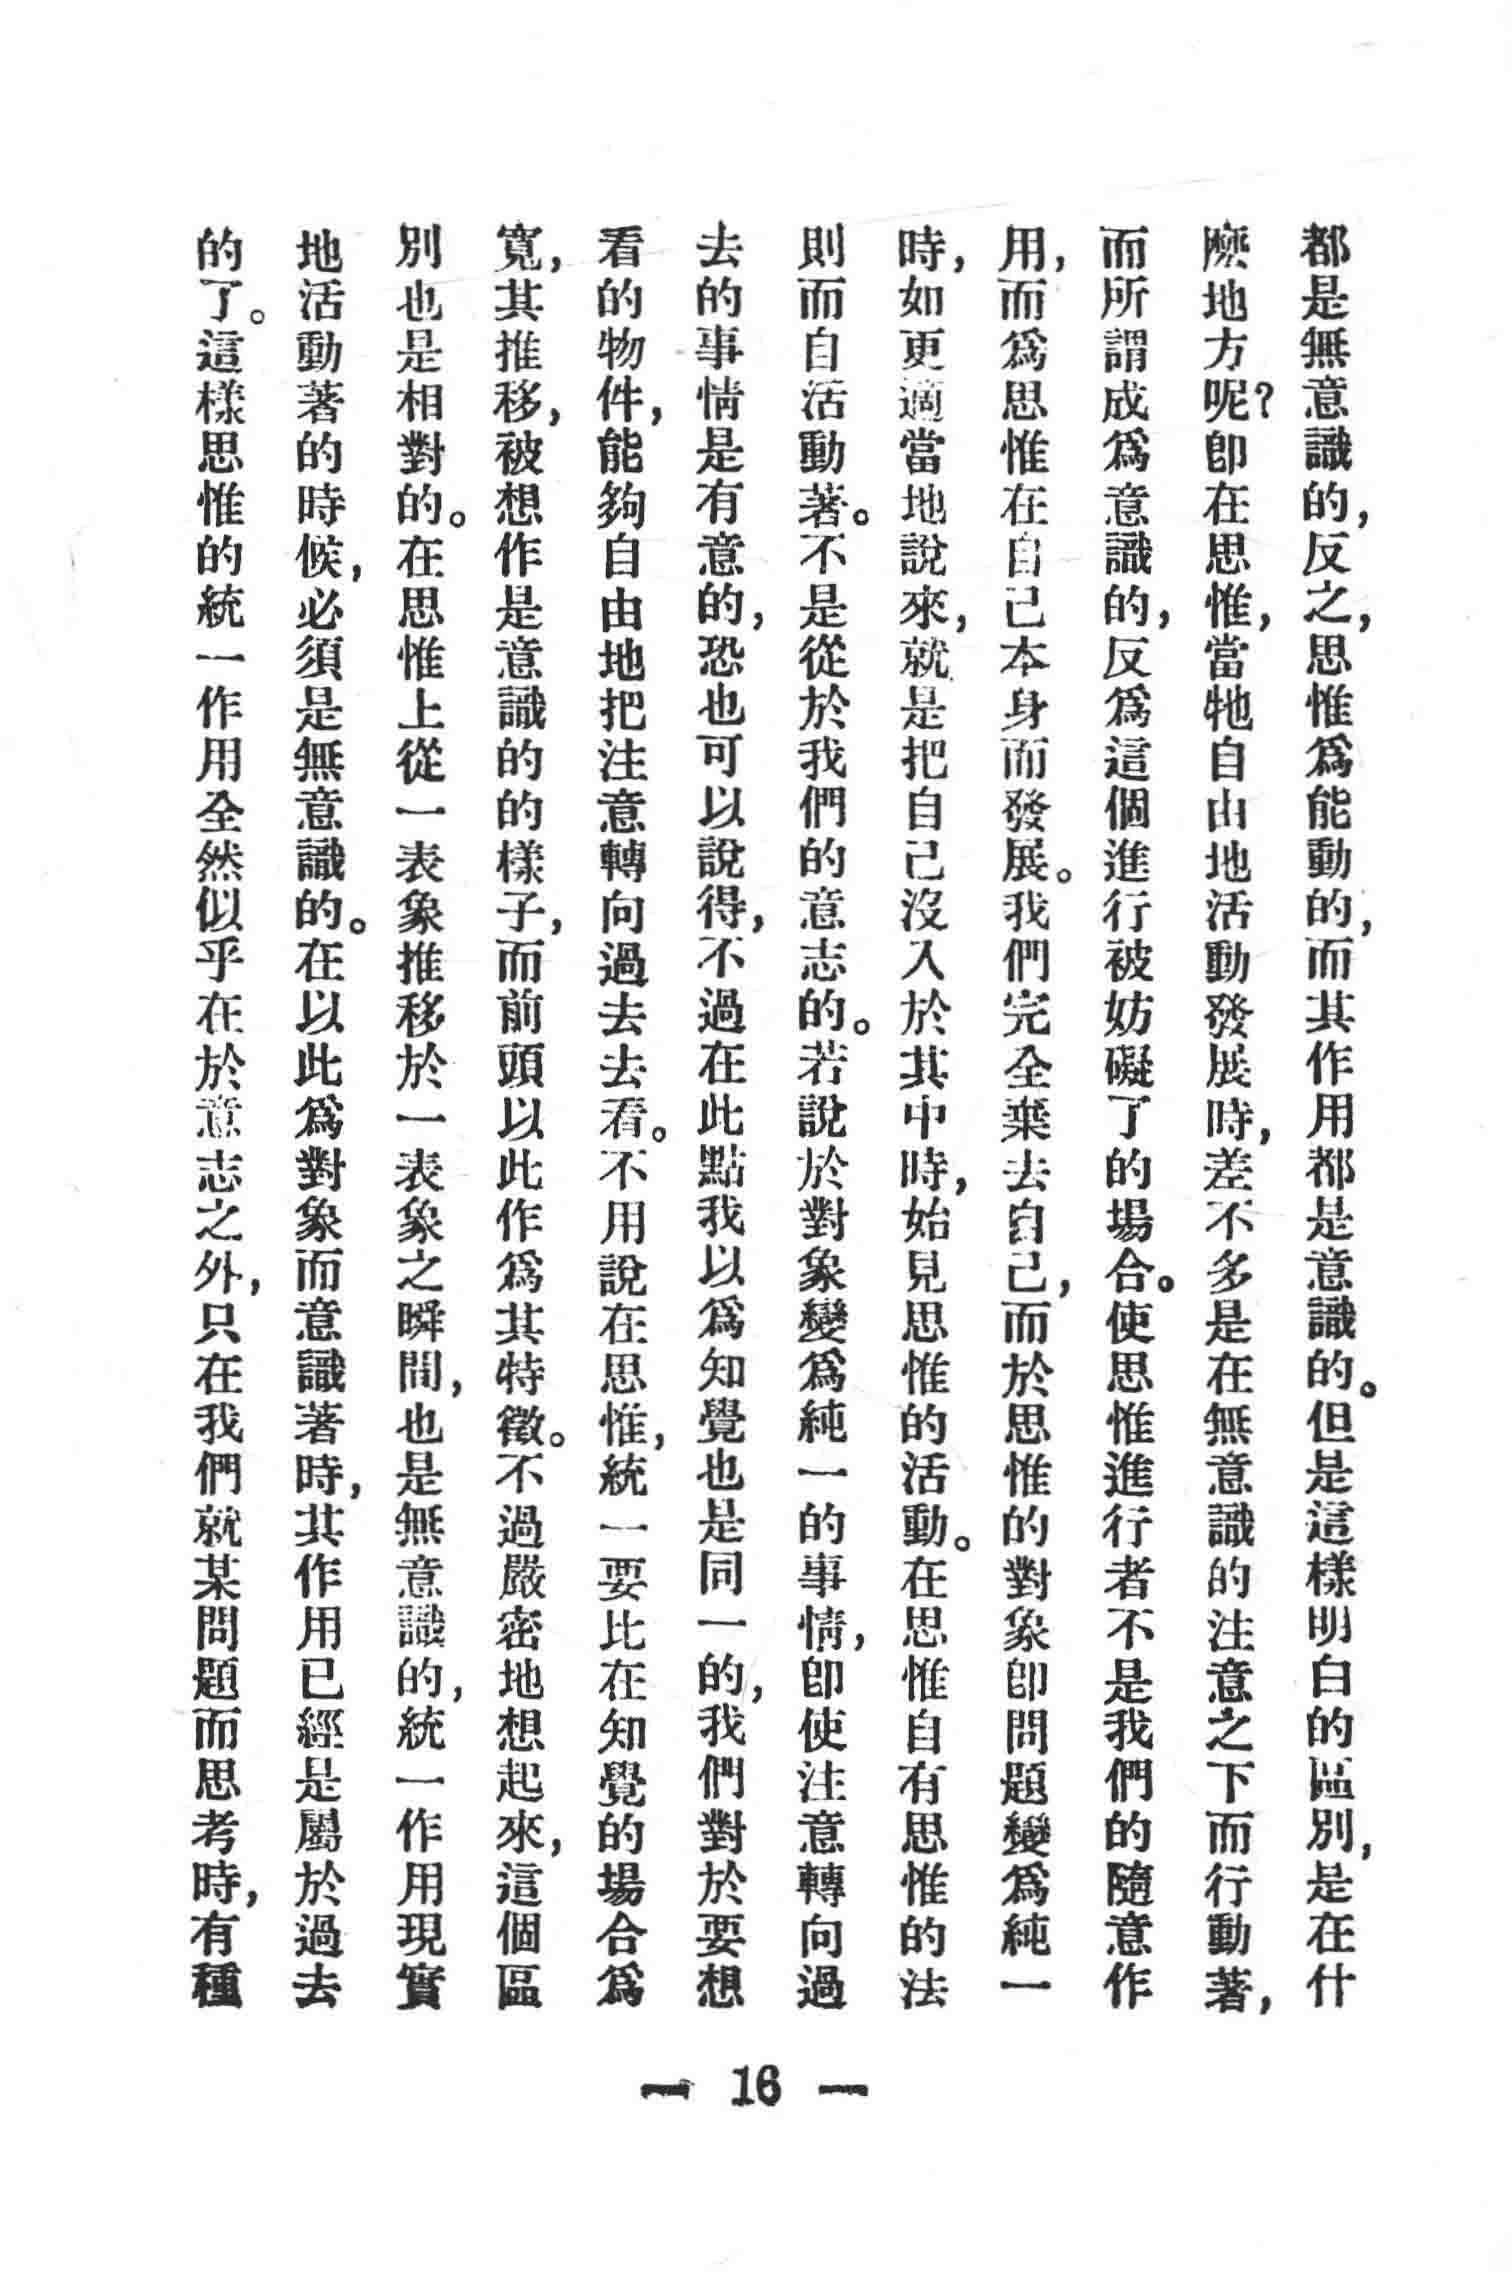 都是無意識的，反之，思惟爲能動的，而其作用都是意識的。但是這樣明白的區別，是在什
麽地方呢？卽在思惟，當牠自由地活動發展時，差不多是在無意識的注意之下而行動著，
而所謂成爲意識的，反爲這個進行被妨礙了的場合。使思惟進行者不是我們的隨意作
用，而爲思惟在自己本身而發展。我們完全棄去自己，而於思惟的對象卽問題變爲純一
時，如更適當地說來，就是把自己沒入於其中時，始見思惟的活動。在思惟自有思惟的法
則而自活動著。不是從於我們的意志的。若說於對象變爲純一的事情，卽使注意轉向過
去的事情是有意的，恐也可以說得，不過在此點我以爲知覺也是同一的，我們對於要想
看的物件，能夠自由地把注意轉向過去去看。不用說在思惟，統一要比在知覺的場合爲
寬，其推移，被想作是意識的的樣子，而前頭以此作爲其特徵。不過嚴密地想起來，這個區
別也是相對的。在思惟上從一表象推移於一表象之瞬間，也是無意識的，統一作用現實
地活動著的時候，必須是無意識的。在以此爲對象而意識著時，其作用已經是屬於過去
的了。這樣思惟的統一作用全然似乎在於意志之外，只在我們就某問題而思考時，有種
— 16 —